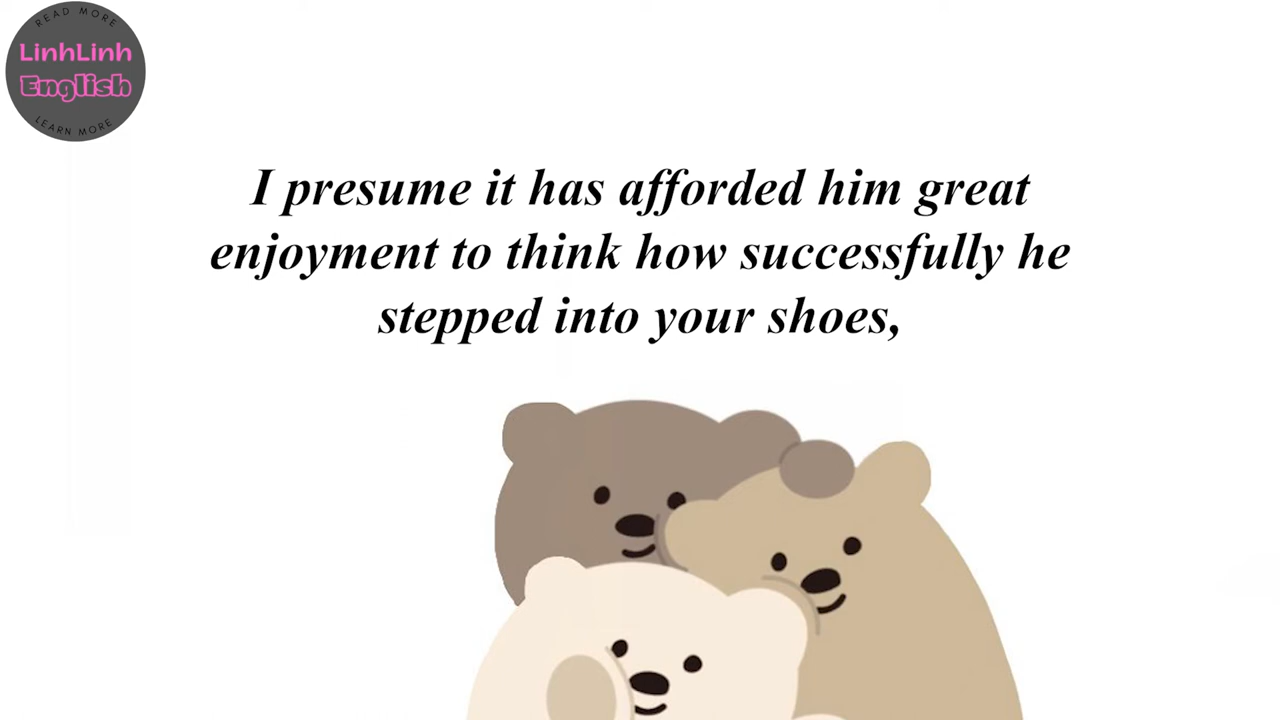 READ MORE
LinhLinh
English
LEARN MORE
I presume it has afforded him great
enjoyment to think how successfully he
stepped into your shoes,